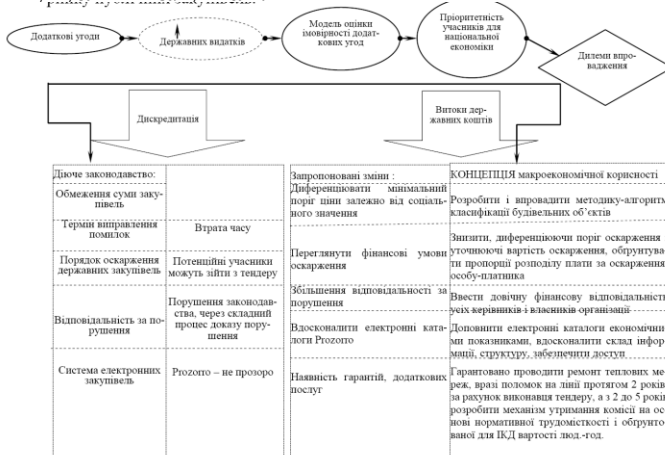 Додаткові угоди
Державних видатків
Модель оцінки
імовірності додат-
кових угод
Пріоритетність
учасників для
національної
економіки
Дилеми впро-
вадження
Дискредитація
Витоки дер-
жавних коштів
Діюче законодавство:
Обмеження суми заку-
півель
Термін виправлення
помилок
Втрата часу
Порядок оскарження
державних закупівель
Потенційні учасники
можуть зійти з тендеру
Відповідальність за по-
рушення
Порушення законодав-
ства, через складний
процес доказу пору-
шення
Система електронних
закупівель
Prozorro – не прозоро
Запропоновані зміни :
Диференціювати мінімальний
поріг ціни залежно від соціаль-
ного значення
КОНЦЕПЦІЯ макроекономічної корисності
Розробити і впровадити методику-алгоритм
класифікації будівельних об’єктів
Переглянути фінансові умови
оскарження
Знизити, диференціюючи поріг оскарження
уточнюючі вартість оскарження, обґрунтува-
ти пропорції розподілу плати за оскарження
особу-платника
Збільшення відповідальності за
порушення
Ввести довічну фінансову відповідальність
усіх керівників і власників організації
Вдосконалити електронні ката-
логи Prozorro
Доповнити електронні каталоги економічни-
ми показниками, вдосконалити склад інфор-
мації, структуру, забезпечити доступ
Наявність гарантій, додаткових
послуг
Гарантовано проводити ремонт теплових ме-
реж, вразі поломок на лінії протягом 2 років
за рахунок виконавця тендеру, а з 2 до 5 років
розробити механізм утримання комісії на ос-
нові нормативної трудомісткості і обґрунто-
ваної для ІКД вартості люд.-год.